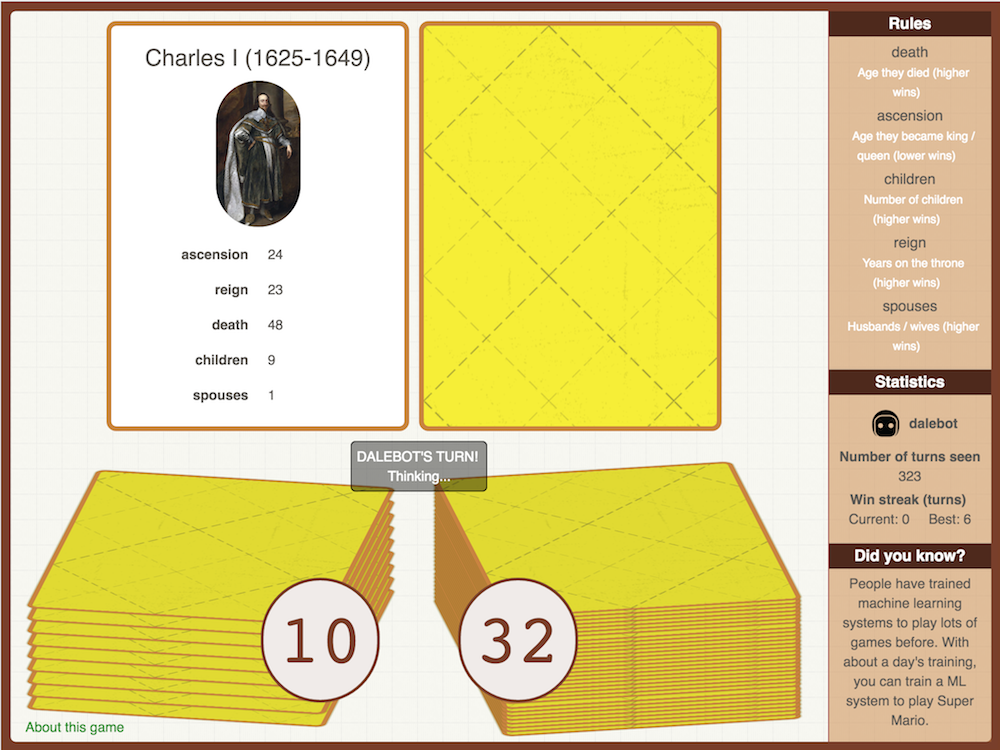 Charles I (1625-1649)
ascension 24
reign 23
death 48
children 9
spouses 1
DALEBOT'S TURN!
Thinking...
10
32
About this game
Rules
death
Age they died (higher
wins)
ascension
Age they became king /
queen (lower wins)
children
Number of children
(higher wins)
reign
Years on the throne
(higher wins)
spouses
Husbands / wives (higher
wins)
Statistics
dalebot
Number of turns seen
323
Win streak (turns)
Current: 0 Best: 6
Did you know?
People have trained
machine learning
systems to play lots of
games before. With
about a day's training,
you can train a ML
system to play Super
Mario.